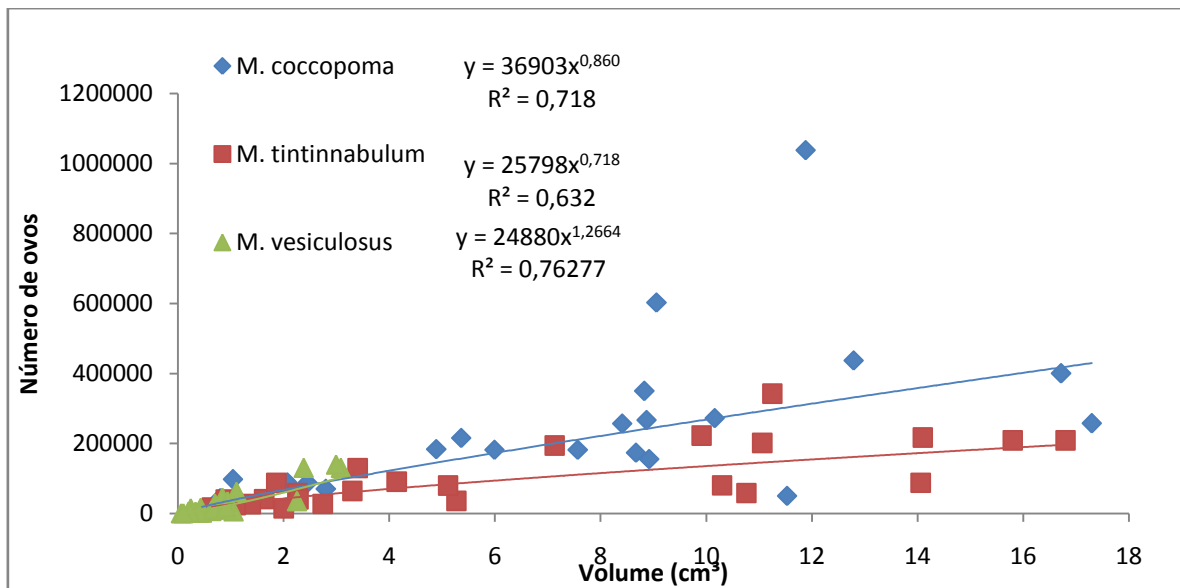 M. coccopoma
y = 36903x^0,860
R² = 0,718
M. tintinnabulum
y = 25798x^0,718
R² = 0,632
M. vesiculosus
y = 24880x^1,2664
R² = 0,76277
Número de ovos
1200000
1000000
800000
600000
400000
200000
0
0 2 4 6 8 10 12 14 16 18
Volume (cm³)